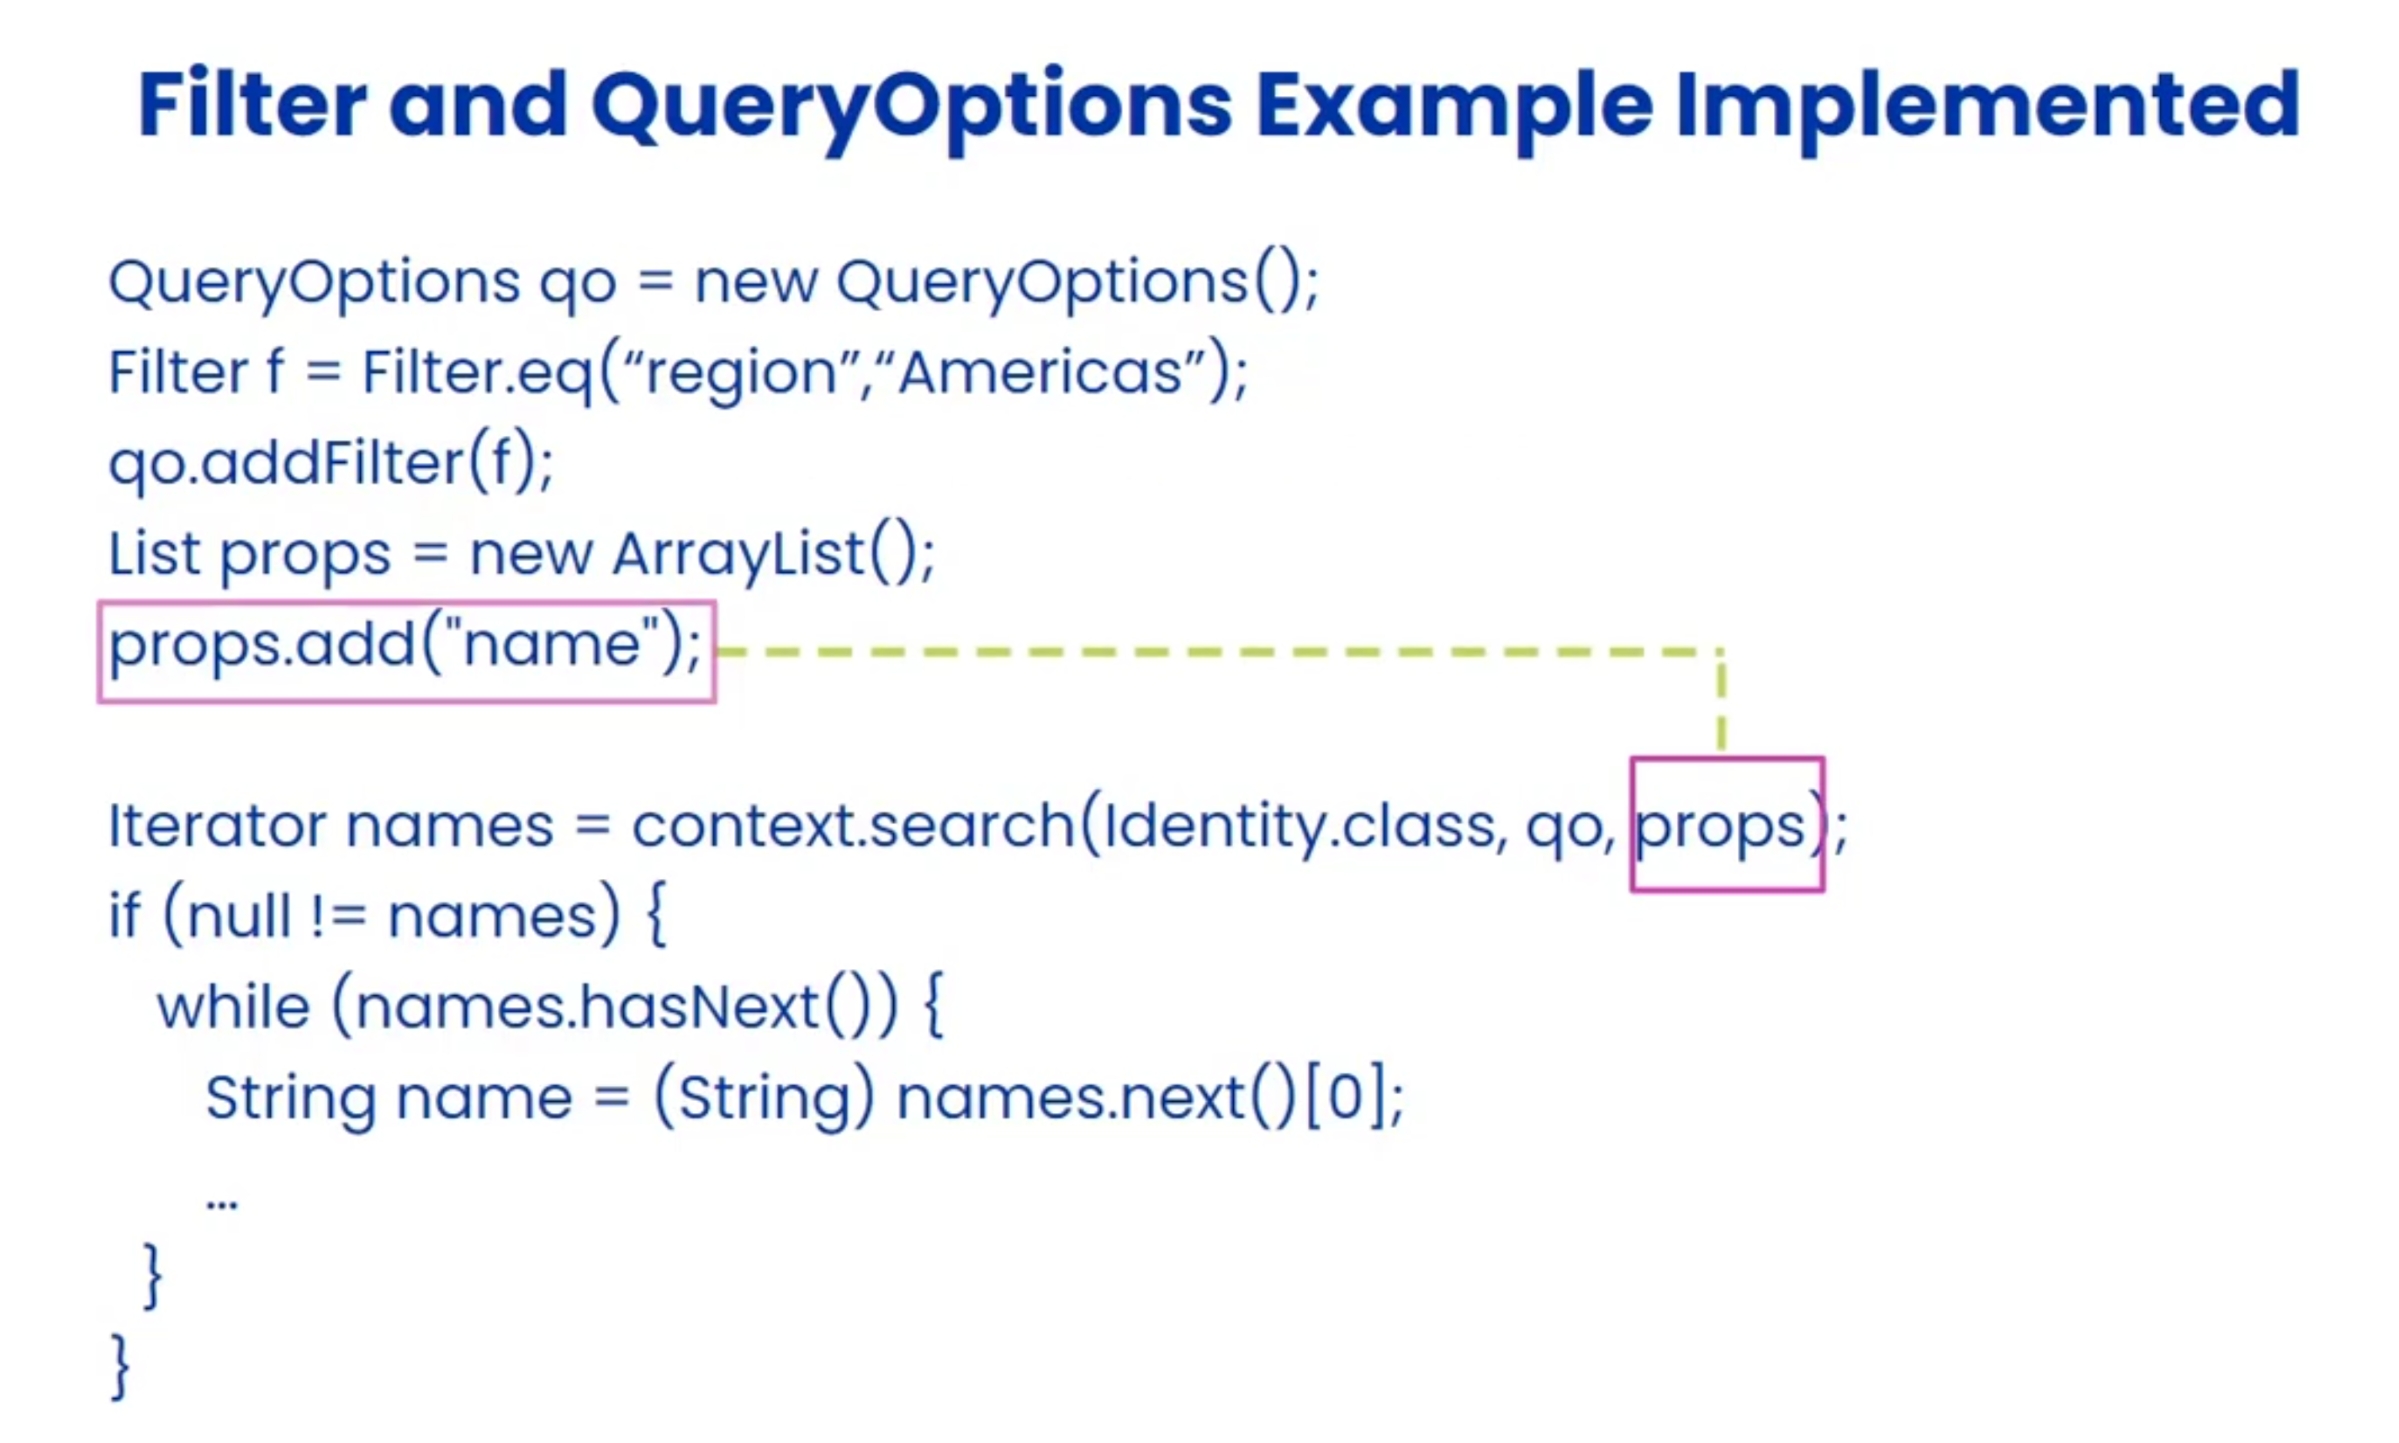 Filter and QueryOptions Example Implemented
QueryOptions qo = new QueryOptions();
Filter f = Filter.eq(“region”,“Americas”);
qo.addFilter(f);
List props = new ArrayList();
props.add("name");
Iterator names = context.search(Identity.class, qo, props);
if (null != names) {
while (names.hasNext()) {
String name = (String) names.next()[0];
...
}
}